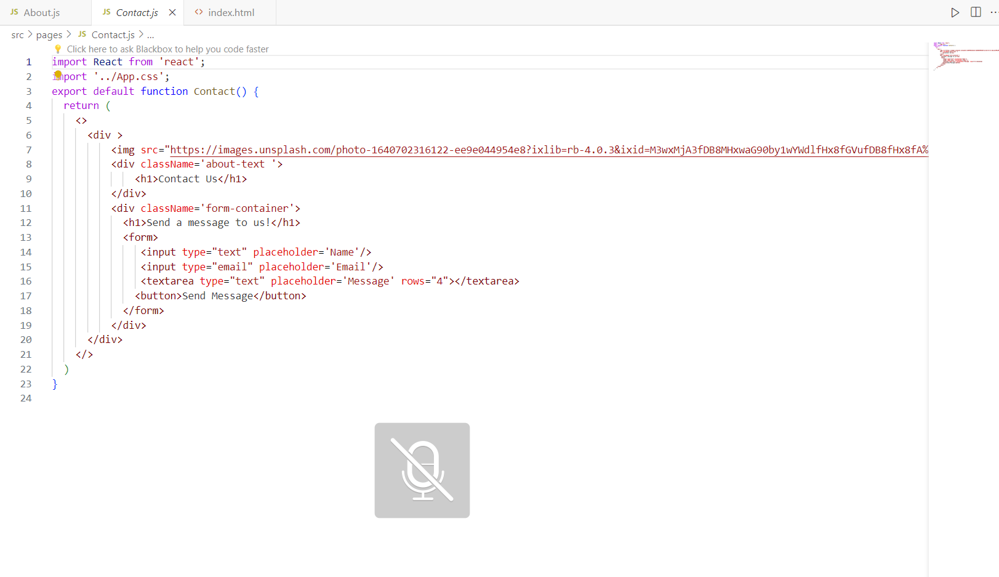 JS About.js JS Contact.js <> index.html
src > pages > JS Contact.js > ...
Click here to ask Blackbox to help you code faster
1 import React from 'react';
2 import '../App.css';
3 export default function Contact() {
4 return (
5 <>
6 <div >
7 <img src="https://images.unsplash.com/photo-1640702316122-ee9e044954e8?ixlib=rb-4.0.3&ixid=M3wxMjA3fDB8MHxwaG90by1wYWdlfHx8fGVufDB8fHx8fA%
8 <div className='about-text '>
9 <h1>Contact Us</h1>
10 </div>
11 <div className='form-container'>
12 <h1>Send a message to us!</h1>
13 <form>
14 <input type="text" placeholder='Name'/>
15 <input type="email" placeholder='Email'/>
16 <textarea type="text" placeholder='Message' rows="4"></textarea>
17 <button>Send Message</button>
18 </form>
19 </div>
20 </div>
21 </>
22 )
23 }
24